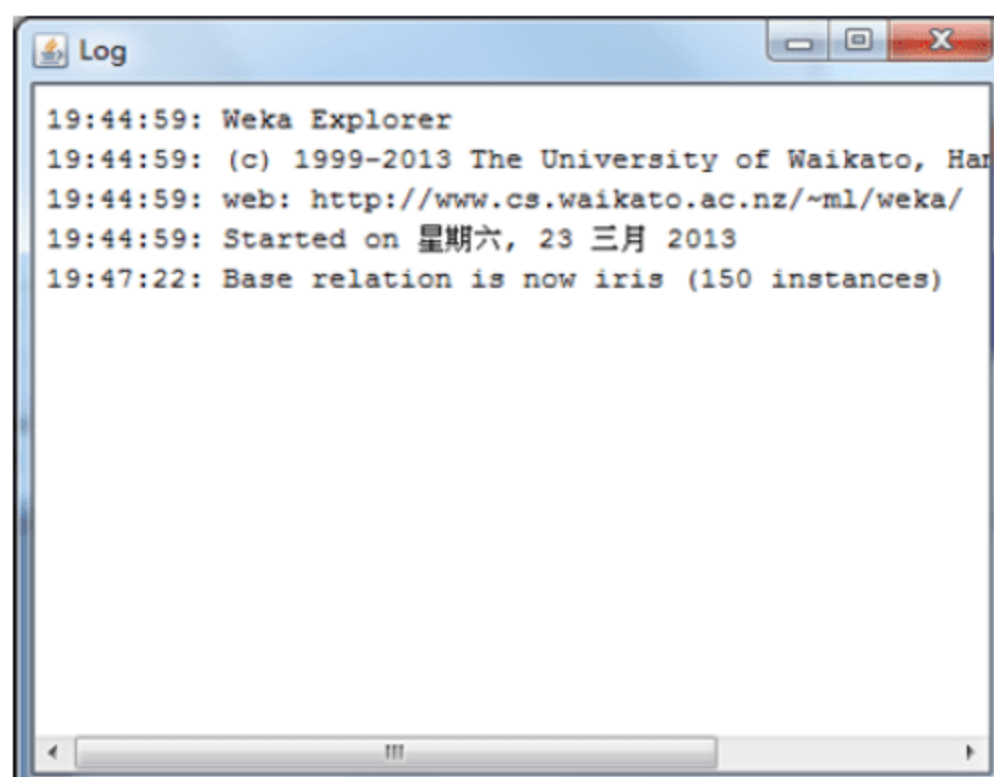 Log
19:44:59: Weka Explorer
19:44:59: (c) 1999-2013 The University of Waikato, Ham
19:44:59: web: http://www.cs.waikato.ac.nz/~ml/weka/
19:44:59: Started on 星期六, 23 三月 2013
19:47:22: Base relation is now iris (150 instances)